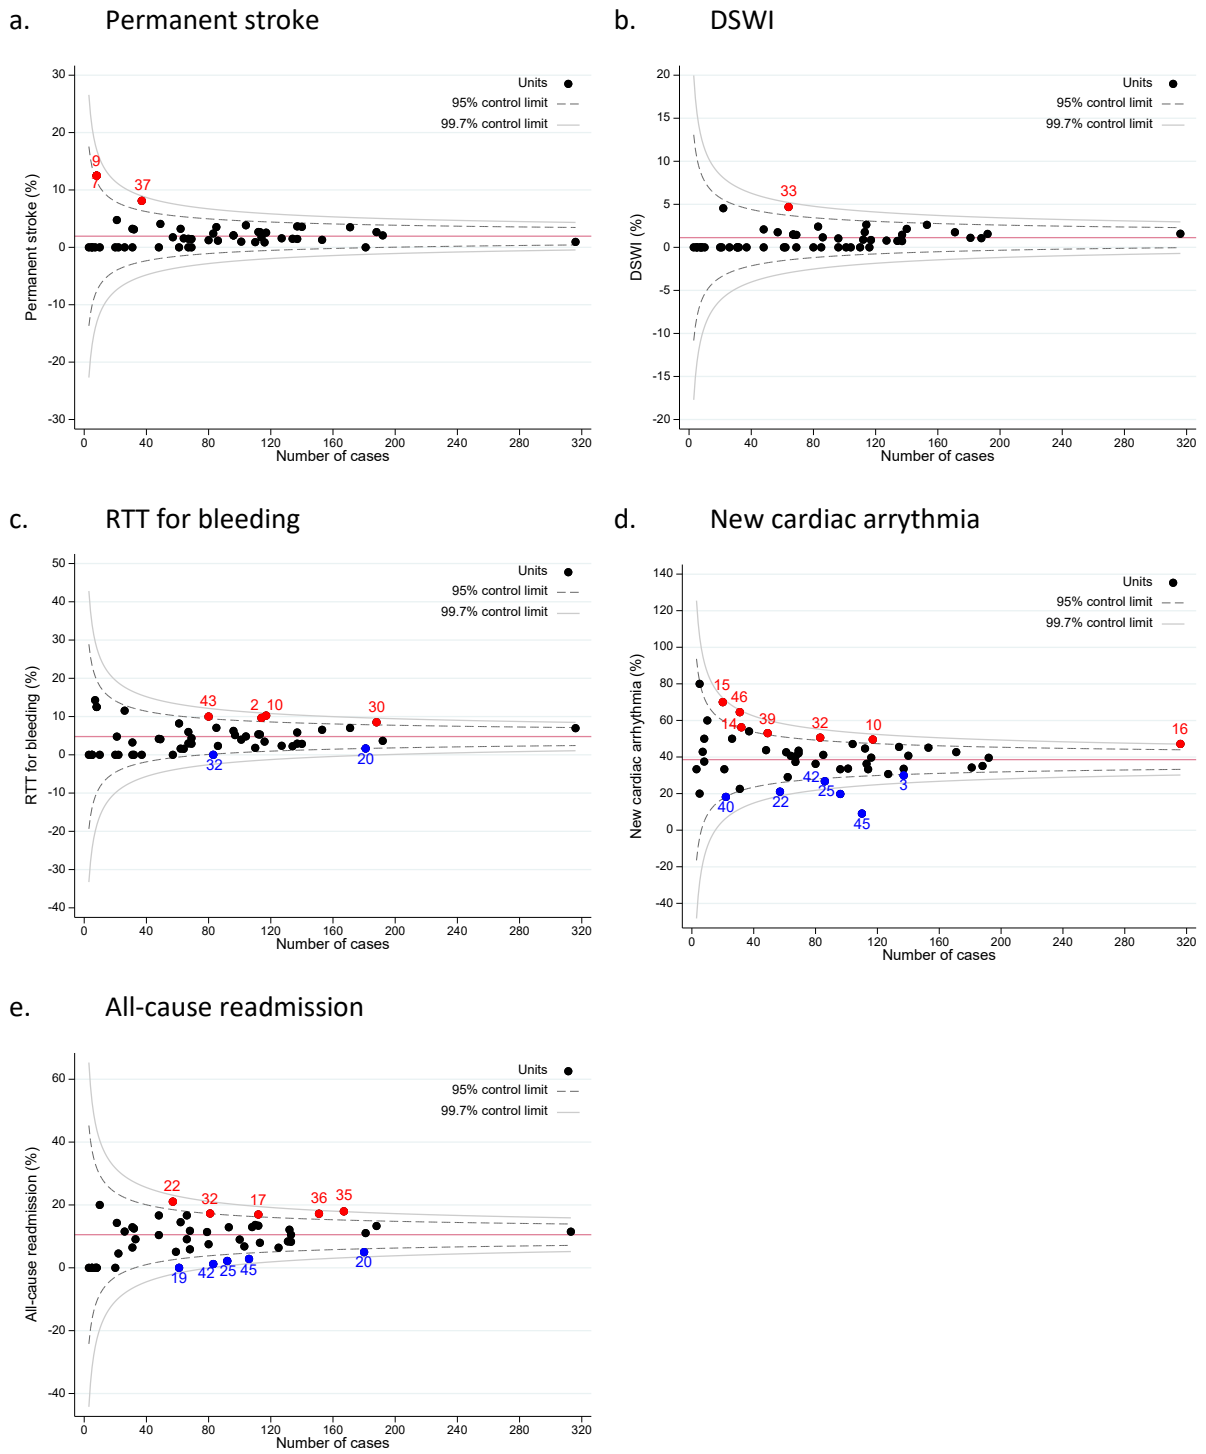 a. Permanent stroke
30
20
10
0
-10
-20
-30
Permanent stroke (%)
Units
95% control limit
99.7% control limit
9
7
37
0 40 80 120 160 200 240 280 320
Number of cases
b. DSWI
20
15
10
5
0
-5
-10
-15
-20
DSWI (%)
Units
95% control limit
99.7% control limit
33
0 40 80 120 160 200 240 280 320
Number of cases
c. RTT for bleeding
50
40
30
20
10
0
-10
-20
-30
-40
RTT for bleeding (%)
Units
95% control limit
99.7% control limit
43 2 10 30
32 20
0 40 80 120 160 200 240 280 320
Number of cases
d. New cardiac arrythmia
140
120
100
80
60
40
20
0
-20
-40
New cardiac arrhythmia (%)
Units
95% control limit
99.7% control limit
15 46
14 39 32 10 16
40 22 42 25 45 3
0 40 80 120 160 200 240 280 320
Number of cases
e. All-cause readmission
60
40
20
0
-20
-40
All-cause readmission (%)
Units
95% control limit
99.7% control limit
22 32 17 36 35
19 42 25 45 20
0 40 80 120 160 200 240 280 320
Number of cases